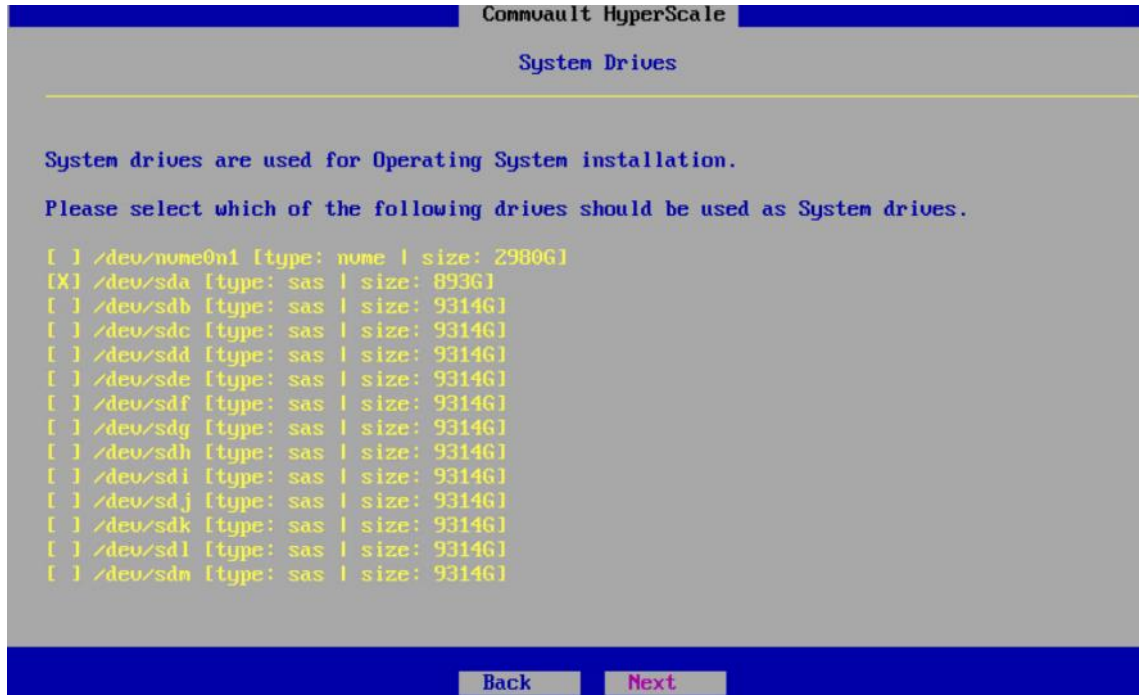 Commvault HyperScale
System Drives
System drives are used for Operating System installation.
Please select which of the following drives should be used as System drives.
[ ] /dev/nvme0n1 [type: nvme | size: 2980G]
[X] /dev/sda [type: sas | size: 893G]
[ ] /dev/sdb [type: sas | size: 9314G]
[ ] /dev/sdc [type: sas | size: 9314G]
[ ] /dev/sdd [type: sas | size: 9314G]
[ ] /dev/sde [type: sas | size: 9314G]
[ ] /dev/sdf [type: sas | size: 9314G]
[ ] /dev/sdg [type: sas | size: 9314G]
[ ] /dev/sdh [type: sas | size: 9314G]
[ ] /dev/sdi [type: sas | size: 9314G]
[ ] /dev/sdj [type: sas | size: 9314G]
[ ] /dev/sdk [type: sas | size: 9314G]
[ ] /dev/sdl [type: sas | size: 9314G]
[ ] /dev/sdm [type: sas | size: 9314G]
Back Next